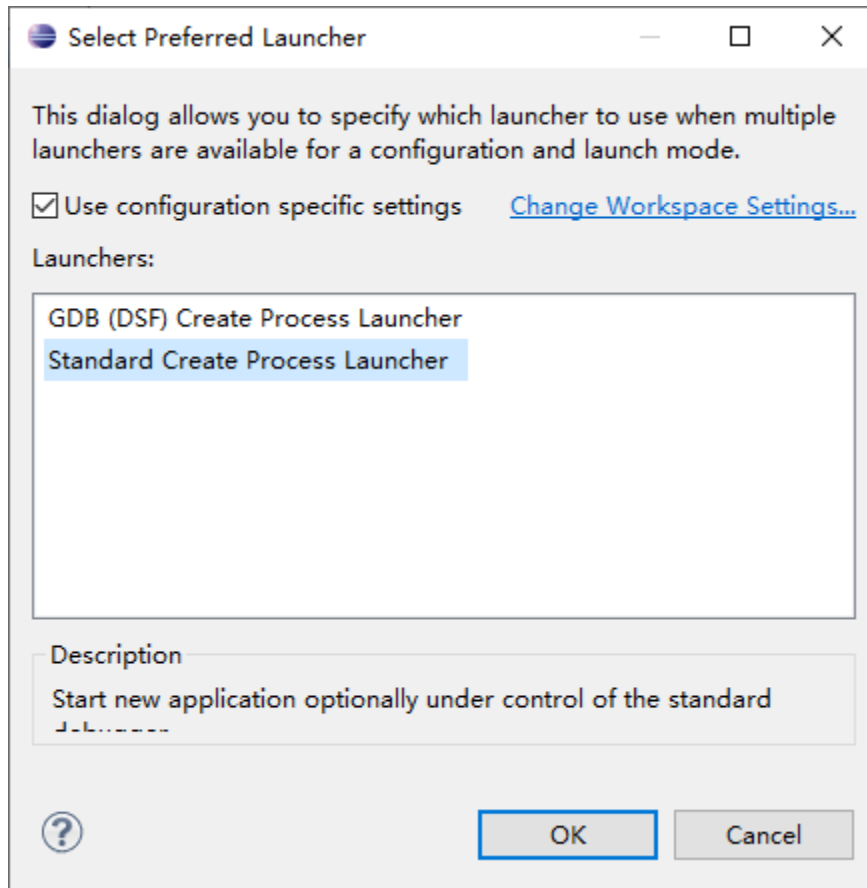 Select Preferred Launcher
This dialog allows you to specify which launcher to use when multiple
launchers are available for a configuration and launch mode.
Use configuration specific settings Change Workspace Settings...
Launchers:
GDB (DSF) Create Process Launcher
Standard Create Process Launcher
Description
Start new application optionally under control of the standard
?
OK Cancel